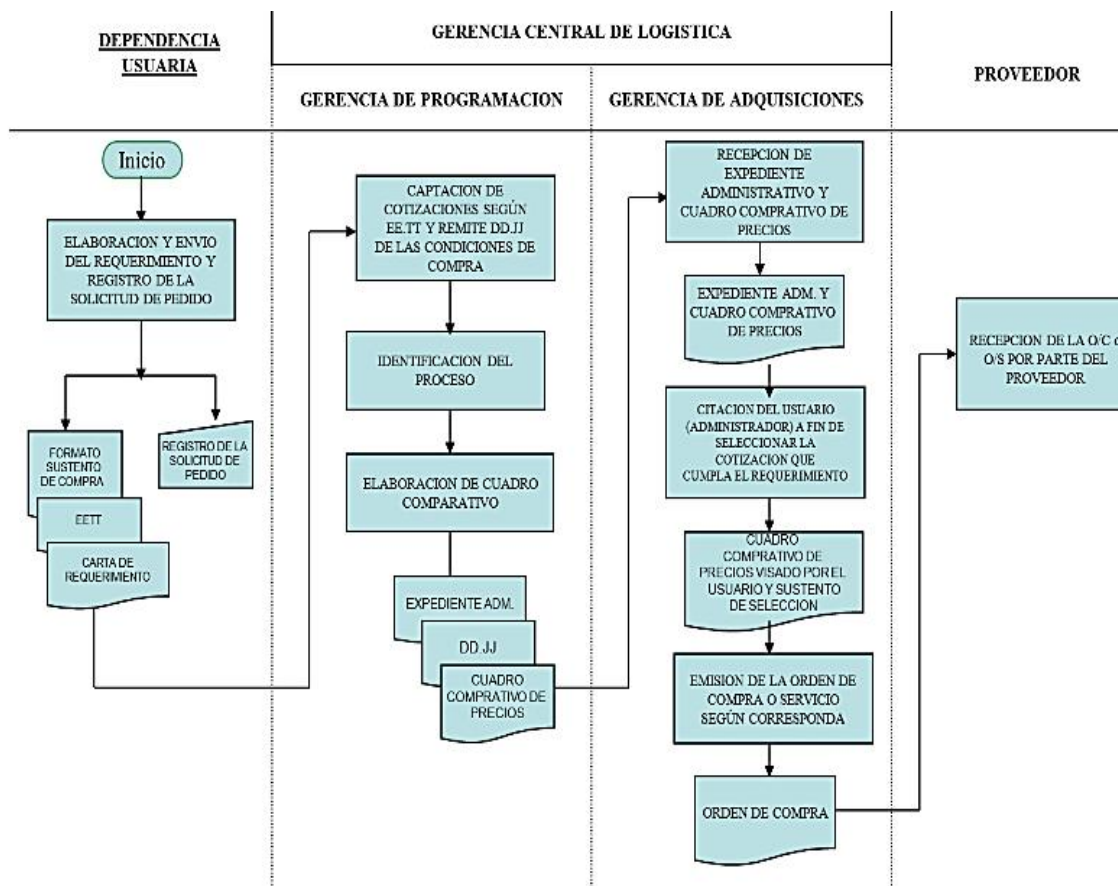 DEPENDENCIA
USUARIA
GERENCIA CENTRAL DE LOGISTICA
GERENCIA DE PROGRAMACION
GERENCIA DE ADQUISICIONES
PROVEEDOR
Inicio
ELABORACION Y ENVIO
DEL REQUERIMIENTO Y
REGISTRO DE LA
SOLICITUD DE PEDIDO
FORMATO
SUSTENTO
DE COMPRA
EETT
CARTA DE
REQUERIMIENTO
REGISTRO DE LA
SOLICITUD DE
PEDIDO
CAPTACION DE
COTIZACIONES SEGÚN
EE.TT Y REMITE DD.JJ
DE LAS CONDICIONES DE
COMPRA
IDENTIFICACION DEL
PROCESO
ELABORACION DE CUADRO
COMPARATIVO
EXPEDIENTE ADM.
DD.JJ
CUADRO
COMPRATIVO DE
PRECIOS
RECEPCION DE
EXPEDIENTE
ADMINISTRATIVO Y
CUADRO COMPRATIVO DE
PRECIOS
EXPEDIENTE ADM. Y
CUADRO COMPRATIVO
DE PRECIOS
CITACION DEL USUARIO
(ADMINISTRADOR) A FIN DE
SELECCIONAR LA
COTIZACION QUE
CUMPLA EL REQUERIMIENTO
CUADRO
COMPRATIVO DE
PRECIOS VISADO POR EL
USUARIO Y SUSTENTO
DE SELECCION
EMISION DE LA ORDEN DE
COMPRA O SERVICIO
SEGÚN CORRESPONDA
ORDEN DE COMPRA
RECEPCION DE LA O/C o
O/S POR PARTE DEL
PROVEEDOR